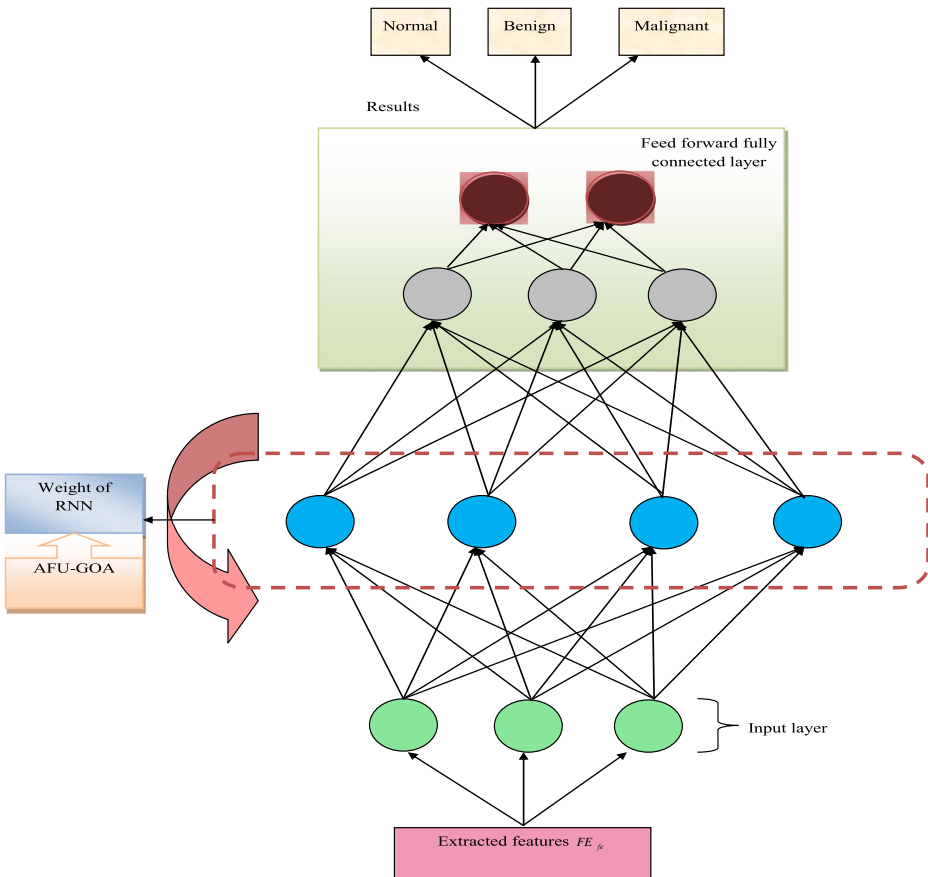 Normal
Benign
Malignant
Results
Feed forward fully
connected layer
Weight of
RNN
AFU-GOA
Input layer
Extracted features FE fe